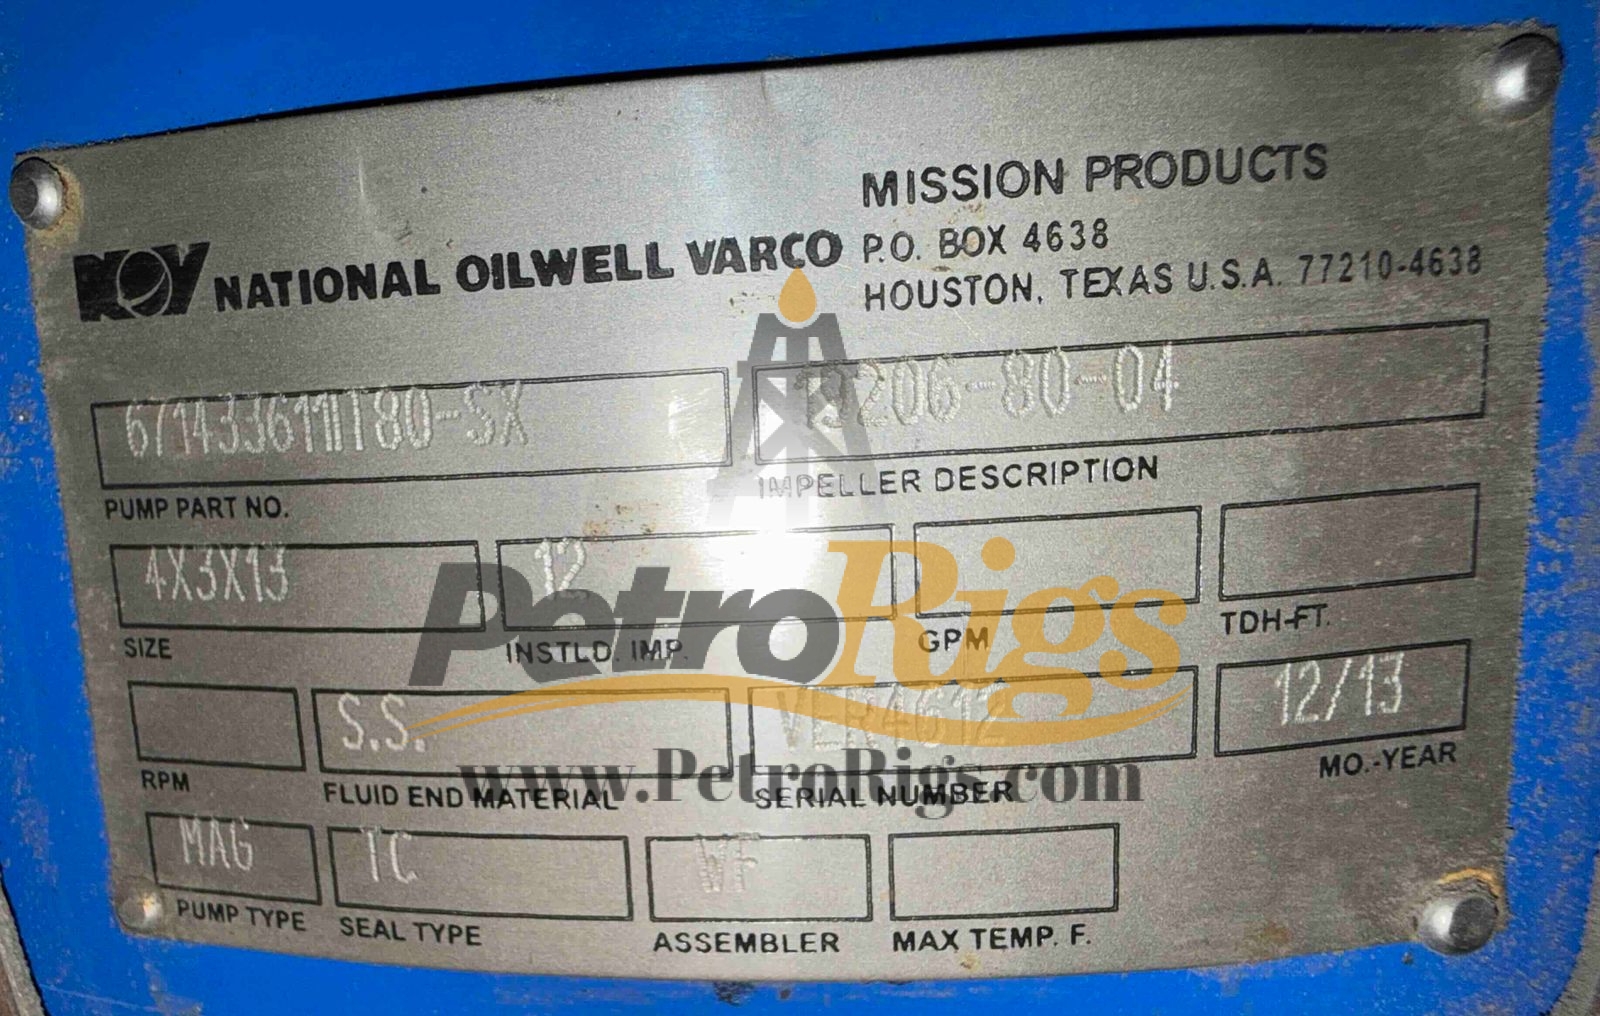 MISSION PRODUCTS
NOV NATIONAL OILWELL VARCO P.O. BOX 4638
HOUSTON, TEXAS U.S.A. 77210-4638
19206-80-04
PUMP PART NO. IMPELLER DESCRIPTION
4X3X13 12
SIZE INSTLD. IMP. GPM TDH-FT.
PetroRigs
S.S. VER4612 12/13
RPM FLUID END MATERIAL SERIAL NUMBER MO.-YEAR
www.PetroRigs.com
MAG TC WF
PUMP TYPE SEAL TYPE ASSEMBLER MAX TEMP. F.